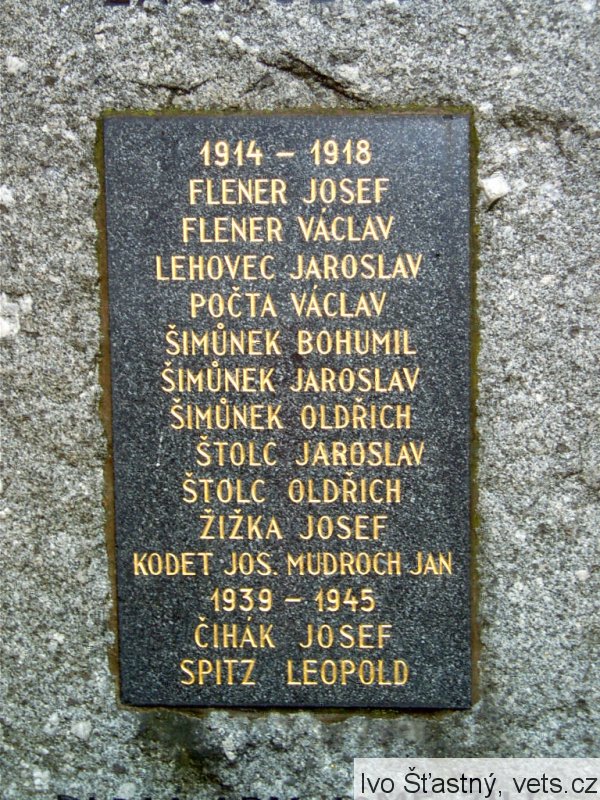 1914 – 1918
FLENER JOSEF
FLENER VÁCLAV
LEHOVEC JAROSLAV
POČTA VÁCLAV
ŠIMŮNEK BOHUMIL
ŠIMŮNEK JAROSLAV
ŠIMŮNEK OLDŘICH
ŠTOLC JAROSLAV
ŠTOLC OLDŘICH
ŽIŽKA JOSEF
KODET JOS. MUDROCH JAN
1939 – 1945
ČIHÁK JOSEF
SPITZ LEOPOLD
Ivo Šťastný, vets.cz